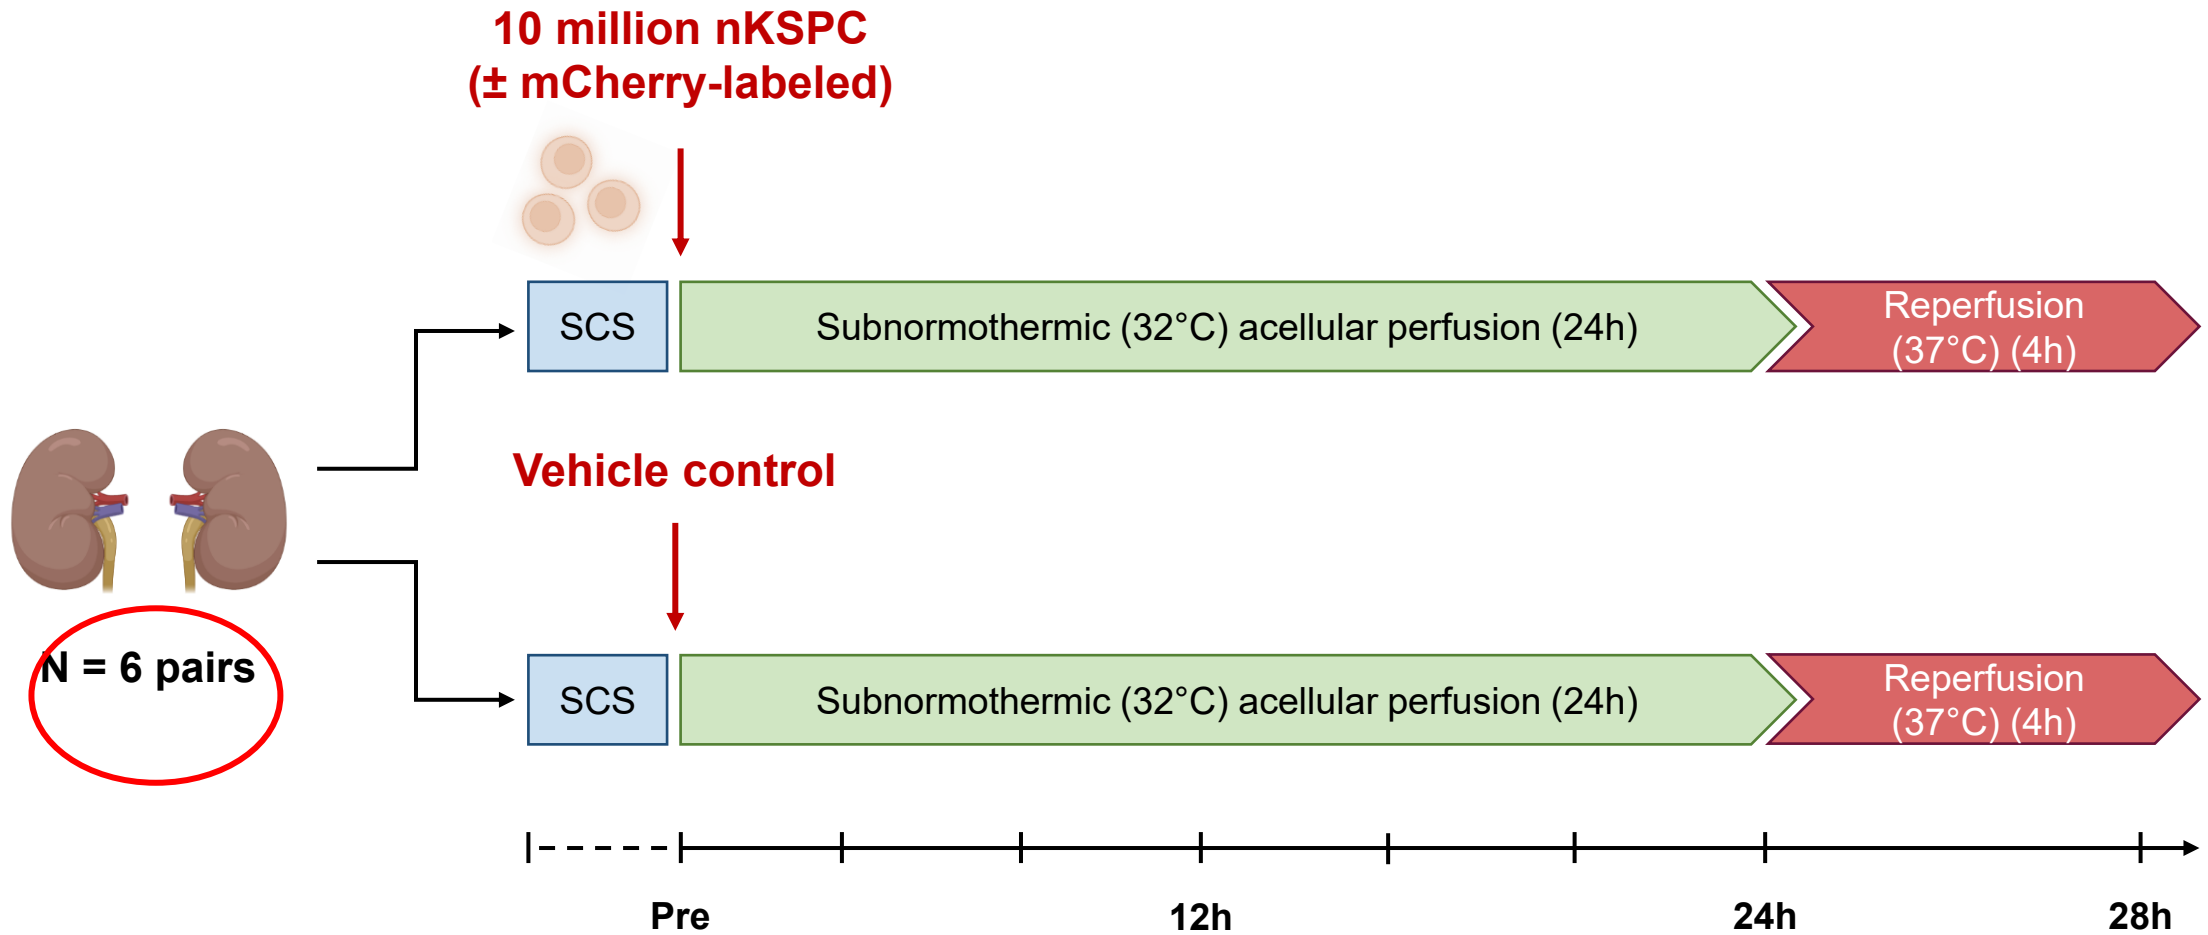 10 million nKSPC
(± mCherry-labeled)
SCS
Subnormothermic (32°C) acellular perfusion (24h)
Reperfusion
(37°C) (4h)
Vehicle control
N = 6 pairs
SCS
Subnormothermic (32°C) acellular perfusion (24h)
Reperfusion
(37°C) (4h)
Pre
12h
24h
28h